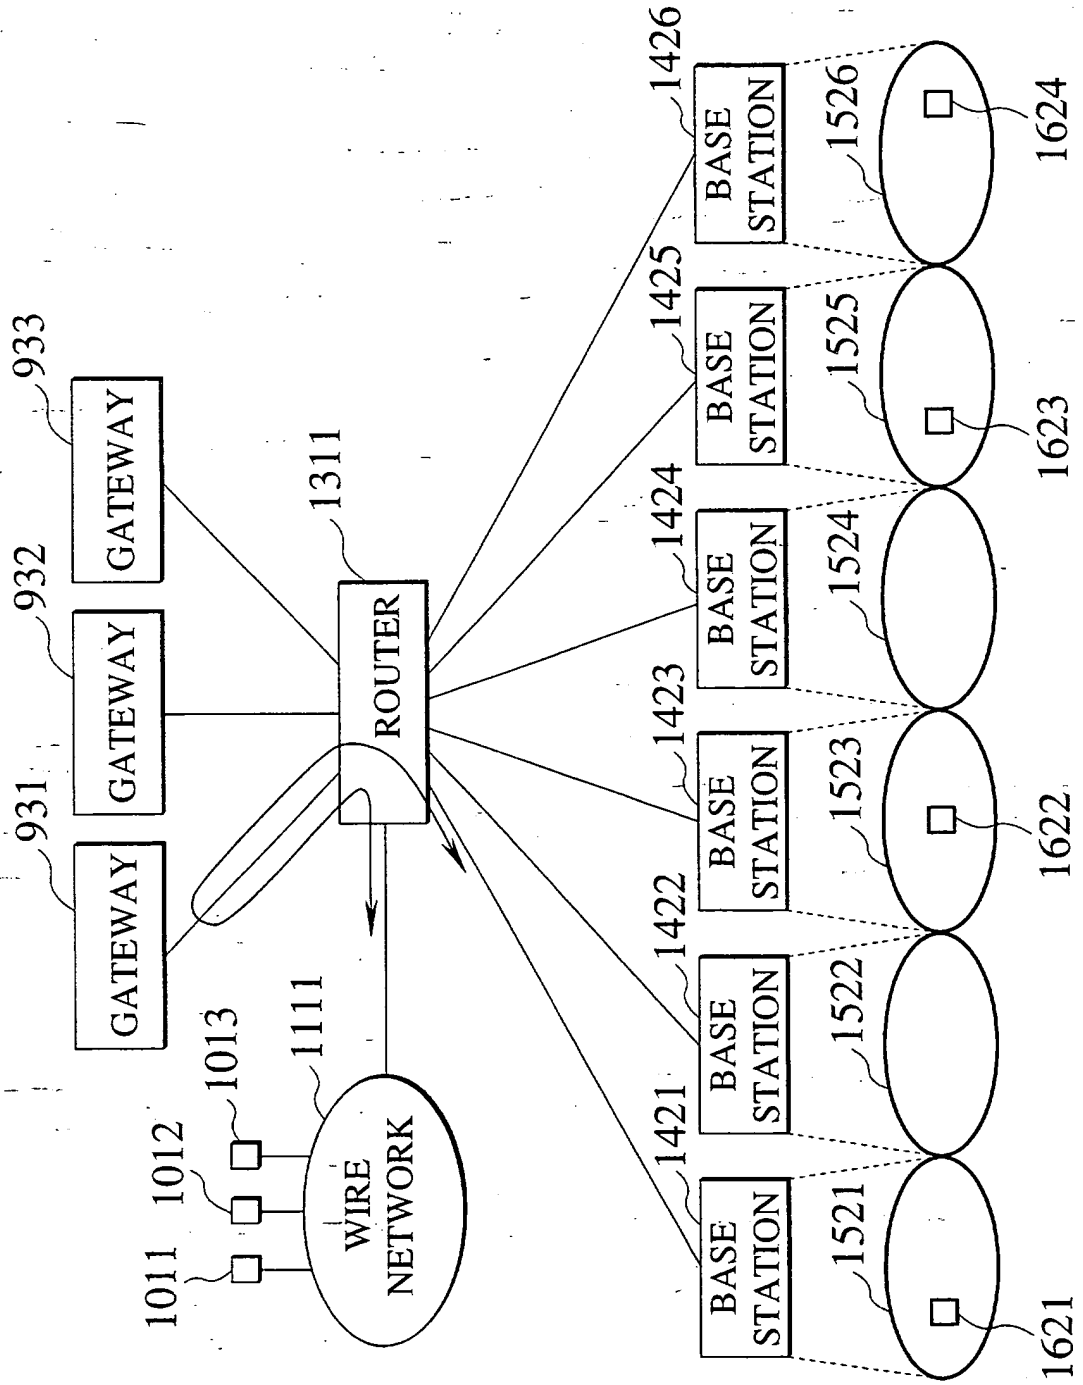 933
GATEWAY
932
GATEWAY
931
GATEWAY
1311
ROUTER
1013
1012
1011
1111
WIRE
NETWORK
1421
BASE
STATION
1422
BASE
STATION
1423
BASE
STATION
1424
BASE
STATION
1425
BASE
STATION
1426
BASE
STATION
1521
1522
1523
1524
1525
1526
1621
1622
1623
1624